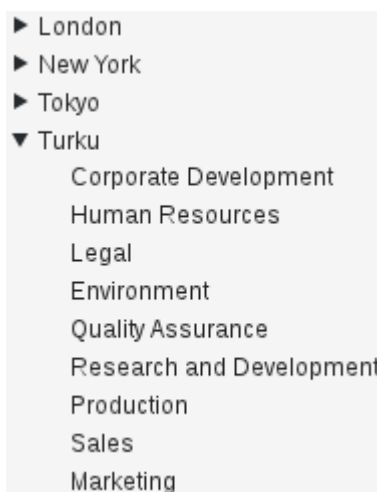 London
New York
Tokyo
Turku
Corporate Development
Human Resources
Legal
Environment
Quality Assurance
Research and Development
Production
Sales
Marketing